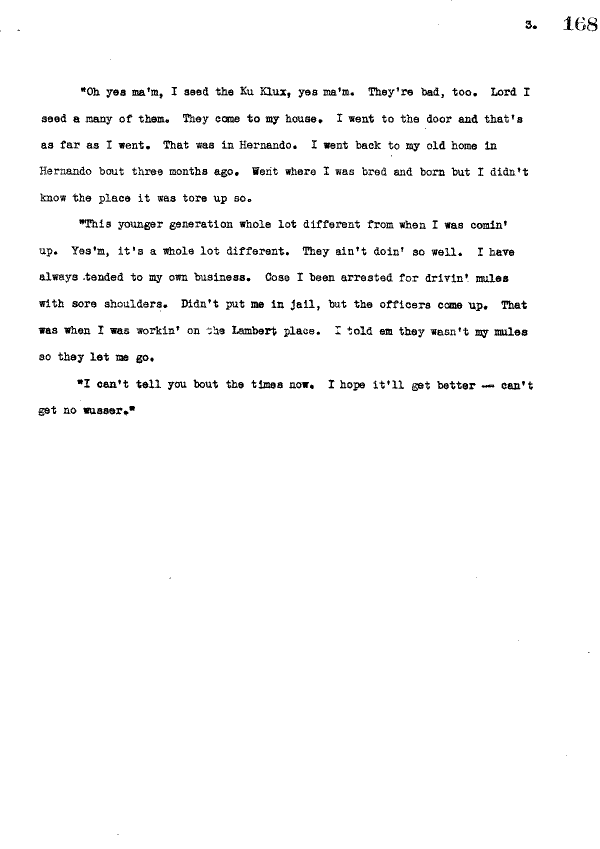 3. 168
"Oh yes ma'm, I seed the Ku Klux, yes ma'm. They're bad, too. Lord I
seed a many of them. They come to my house. I went to the door and that's
as far as I went. That was in Hernando. I went back to my old home in
Hernando bout three months ago. Went where I was bred and born but I didn't
know the place it was tore up so.
"This younger generation whole lot different from when I was comin'
up. Yes'm, it's a whole lot different. They ain't doin' so well. I have
always tended to my own business. Cose I been arrested for drivin' mules
with sore shoulders. Didn't put me in jail, but the officers come up. That
was when I was workin' on the Lambert place. I told em they wasn't my mules
so they let me go.
"I can't tell you bout the times now. I hope it'll get better — can't
get no wusser."